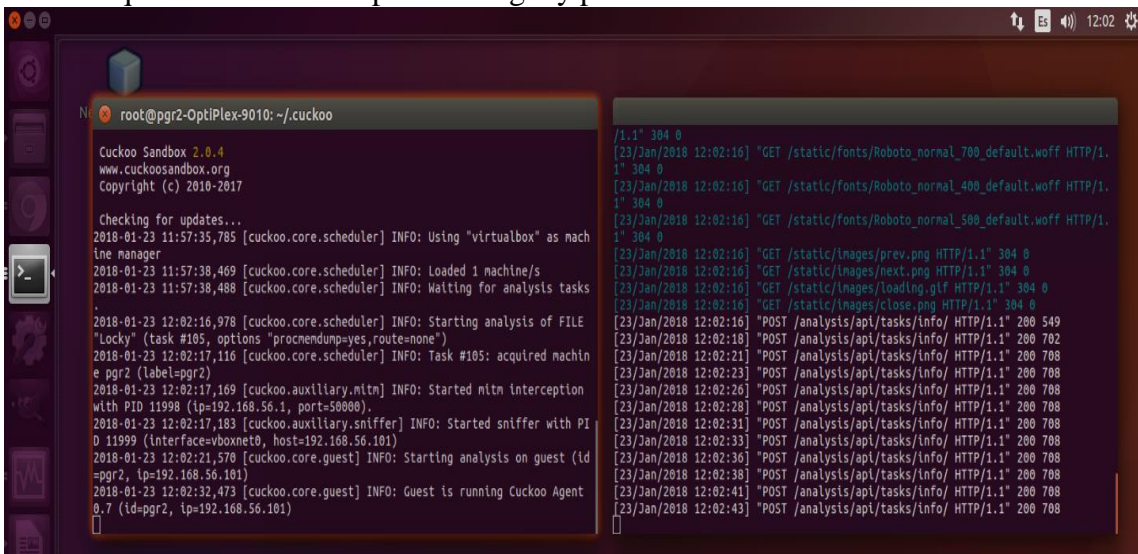 Es 12:02
root@pgr2-OptiPlex-9010: ~/.cuckoo
Cuckoo Sandbox 2.0.4
www.cuckoosandbox.org
Copyright (c) 2010-2017
Checking for updates...
2018-01-23 11:57:35,785 [cuckoo.core.scheduler] INFO: Using "virtualbox" as mach
ine manager
2018-01-23 11:57:38,469 [cuckoo.core.scheduler] INFO: Loaded 1 machine/s
2018-01-23 11:57:38,488 [cuckoo.core.scheduler] INFO: Waiting for analysis tasks
.
2018-01-23 12:02:16,978 [cuckoo.core.scheduler] INFO: Starting analysis of FILE
"Locky" (task #105, options "procmemdump=yes,route=none")
2018-01-23 12:02:17,116 [cuckoo.core.scheduler] INFO: Task #105: acquired machin
e pgr2 (label=pgr2)
2018-01-23 12:02:17,169 [cuckoo.auxiliary.mitm] INFO: Started mitm interception
with PID 11998 (ip=192.168.56.1, port=50000).
2018-01-23 12:02:17,183 [cuckoo.auxiliary.sniffer] INFO: Started sniffer with PI
D 11999 (interface=vboxnet0, host=192.168.56.101)
2018-01-23 12:02:21,570 [cuckoo.core.guest] INFO: Starting analysis on guest (id
=pgr2, ip=192.168.56.101)
2018-01-23 12:02:32,473 [cuckoo.core.guest] INFO: Guest is running Cuckoo Agent
0.7 (id=pgr2, ip=192.168.56.101)
/1.1" 304 0
[23/Jan/2018 12:02:16] "GET /static/fonts/Roboto_normal_700_default.woff HTTP/1.
1" 304 0
[23/Jan/2018 12:02:16] "GET /static/fonts/Roboto_normal_400_default.woff HTTP/1.
1" 304 0
[23/Jan/2018 12:02:16] "GET /static/fonts/Roboto_normal_500_default.woff HTTP/1.
1" 304 0
[23/Jan/2018 12:02:16] "GET /static/images/prev.png HTTP/1.1" 304 0
[23/Jan/2018 12:02:16] "GET /static/images/next.png HTTP/1.1" 304 0
[23/Jan/2018 12:02:16] "GET /static/images/loading.gif HTTP/1.1" 304 0
[23/Jan/2018 12:02:16] "GET /static/images/close.png HTTP/1.1" 304 0
[23/Jan/2018 12:02:16] "POST /analysis/api/tasks/info/ HTTP/1.1" 200 549
[23/Jan/2018 12:02:18] "POST /analysis/api/tasks/info/ HTTP/1.1" 200 702
[23/Jan/2018 12:02:21] "POST /analysis/api/tasks/info/ HTTP/1.1" 200 708
[23/Jan/2018 12:02:23] "POST /analysis/api/tasks/info/ HTTP/1.1" 200 708
[23/Jan/2018 12:02:26] "POST /analysis/api/tasks/info/ HTTP/1.1" 200 708
[23/Jan/2018 12:02:28] "POST /analysis/api/tasks/info/ HTTP/1.1" 200 708
[23/Jan/2018 12:02:31] "POST /analysis/api/tasks/info/ HTTP/1.1" 200 708
[23/Jan/2018 12:02:33] "POST /analysis/api/tasks/info/ HTTP/1.1" 200 708
[23/Jan/2018 12:02:36] "POST /analysis/api/tasks/info/ HTTP/1.1" 200 708
[23/Jan/2018 12:02:38] "POST /analysis/api/tasks/info/ HTTP/1.1" 200 708
[23/Jan/2018 12:02:41] "POST /analysis/api/tasks/info/ HTTP/1.1" 200 708
[23/Jan/2018 12:02:43] "POST /analysis/api/tasks/info/ HTTP/1.1" 200 708